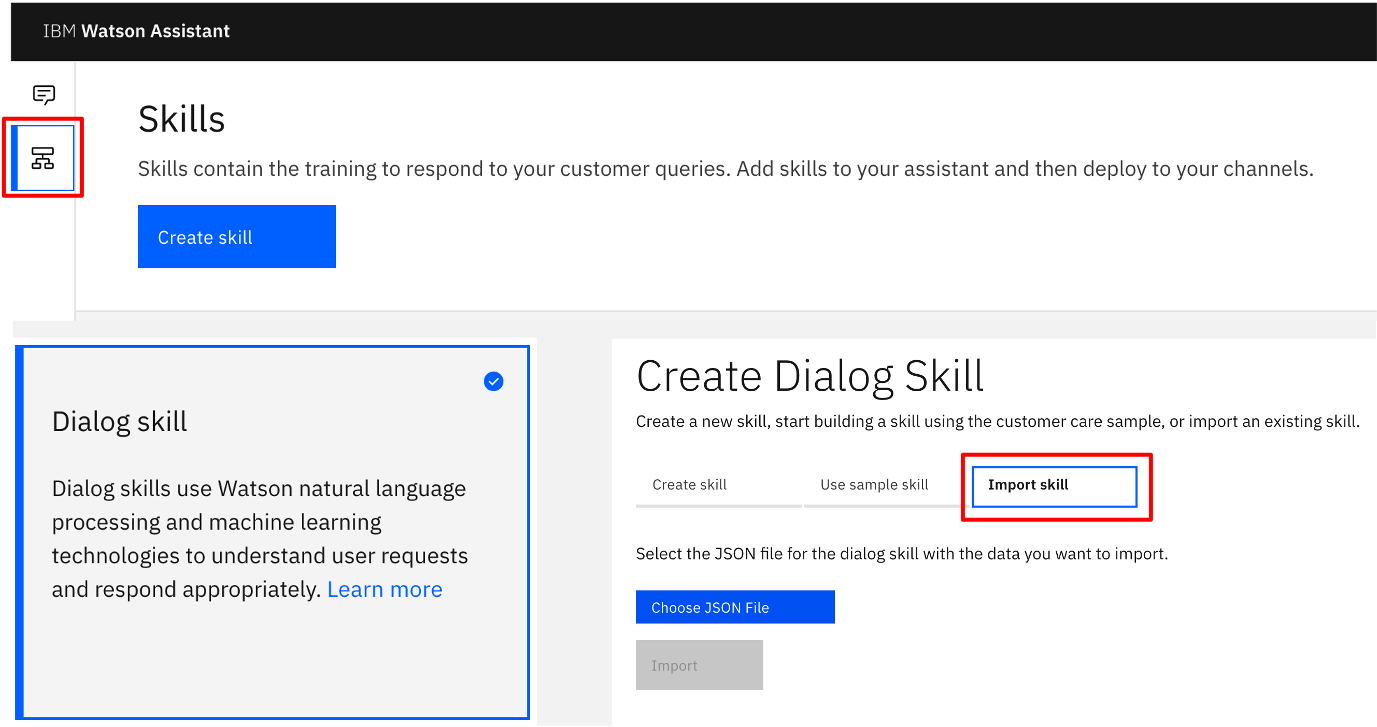 IBM Watson Assistant
Skills
Skills contain the training to respond to your customer queries. Add skills to your assistant and then deploy to your channels.
Create skill
Dialog skill
Dialog skills use Watson natural language
processing and machine learning
technologies to understand user requests
and respond appropriately. Learn more
Create Dialog Skill
Create a new skill, start building a skill using the customer care sample, or import an existing skill.
Create skill
Use sample skill
Import skill
Select the JSON file for the dialog skill with the data you want to import.
Choose JSON File
Import